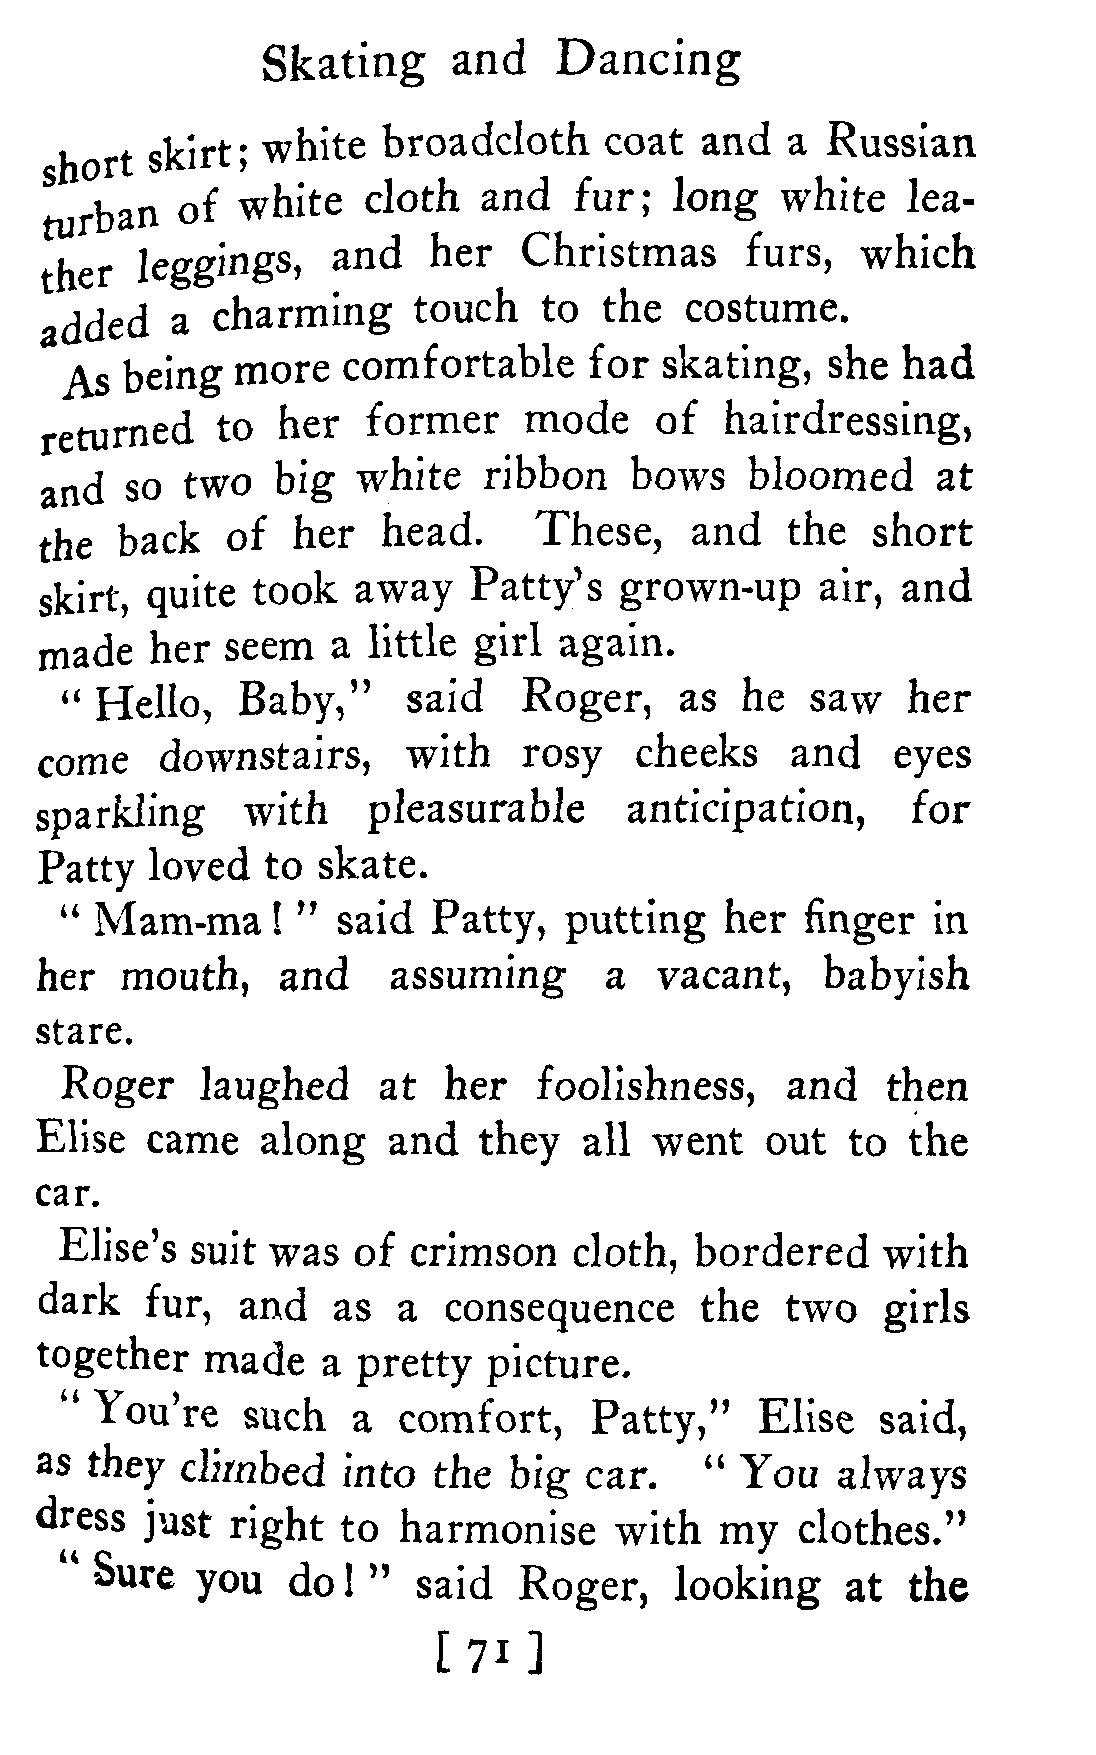 Skating and Dancing
short skirt; white broadcloth coat and a Russian
turban of white cloth and fur; long white lea-
ther leggings, and her Christmas furs, which
added a charming touch to the costume.
As being more comfortable for skating, she had
returned to her former mode of hairdressing,
and so two big white ribbon bows bloomed at
the back of her head. These, and the short
skirt, quite took away Patty's grown-up air, and
made her seem a little girl again.
" Hello, Baby," said Roger, as he saw her
come downstairs, with rosy cheeks and eyes
sparkling with pleasurable anticipation, for
Patty loved to skate.
" Mam-ma ! " said Patty, putting her finger in
her mouth, and assuming a vacant, babyish
stare.
Roger laughed at her foolishness, and then
Elise came along and they all went out to the
car.
Elise's suit was of crimson cloth, bordered with
dark fur, and as a consequence the two girls
together made a pretty picture.
" You're such a comfort, Patty," Elise said,
as they climbed into the big car. " You always
dress just right to harmonise with my clothes."
" Sure you do ! " said Roger, looking at the
[ 71 ]